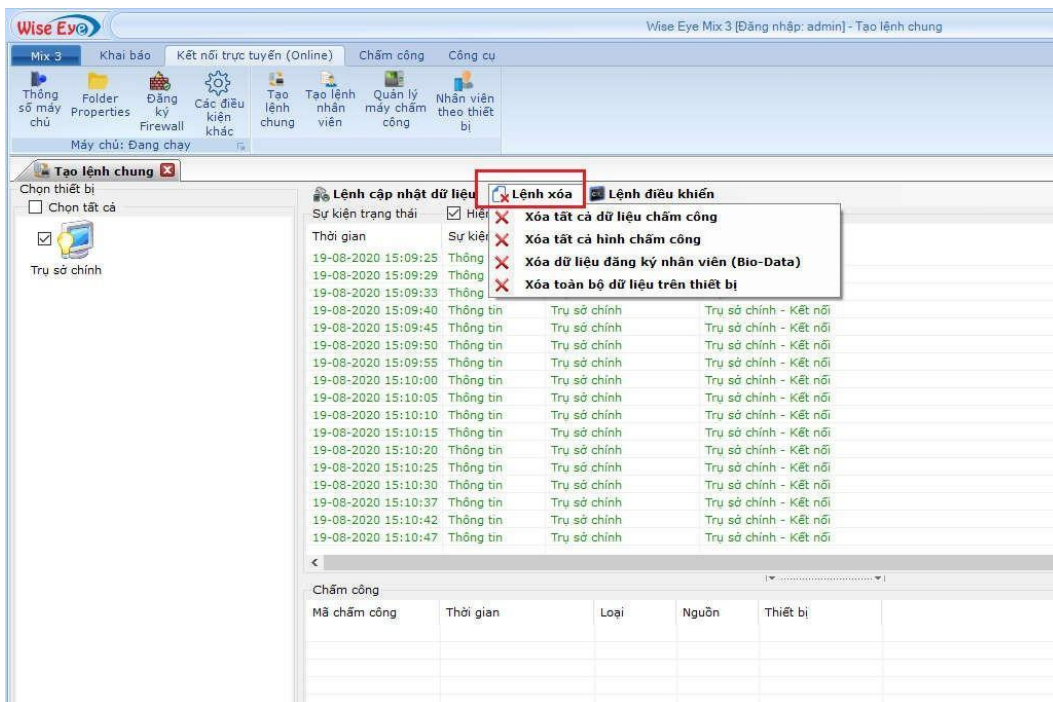 Wise Eye
Wise Eye Mix 3 [Đăng nhập: admin] - Tạo lệnh chung
Mix 3 Khai báo Kết nối trực tuyến (Online) Chấm công Công cụ
Thông số máy chủ
Folder Properties
Đăng ký Firewall
Các điều kiện khác
Tạo lệnh chung
Tạo lệnh nhân viên
Quản lý máy chấm công
Nhân viên theo thiết bị
Máy chủ: Đang chạy
Tạo lệnh chung
Chọn thiết bị
Chọn tất cả
Trụ sở chính
Lệnh cập nhật dữ liệu Lệnh xóa Lệnh điều khiển
Sự kiện trạng thái
Xóa tất cả dữ liệu chấm công
Xóa tất cả hình chấm công
Xóa dữ liệu đăng ký nhân viên (Bio-Data)
Xóa toàn bộ dữ liệu trên thiết bị
Thời gian Sự
19-08-2020 15:09:25 Thông
19-08-2020 15:09:29 Thông
19-08-2020 15:09:33 Thông
19-08-2020 15:09:40 Thông tin Trụ sở chính Trụ sở chính - Kết nối
19-08-2020 15:09:45 Thông tin Trụ sở chính Trụ sở chính - Kết nối
19-08-2020 15:09:50 Thông tin Trụ sở chính Trụ sở chính - Kết nối
19-08-2020 15:09:55 Thông tin Trụ sở chính Trụ sở chính - Kết nối
19-08-2020 15:10:00 Thông tin Trụ sở chính Trụ sở chính - Kết nối
19-08-2020 15:10:05 Thông tin Trụ sở chính Trụ sở chính - Kết nối
19-08-2020 15:10:10 Thông tin Trụ sở chính Trụ sở chính - Kết nối
19-08-2020 15:10:15 Thông tin Trụ sở chính Trụ sở chính - Kết nối
19-08-2020 15:10:20 Thông tin Trụ sở chính Trụ sở chính - Kết nối
19-08-2020 15:10:25 Thông tin Trụ sở chính Trụ sở chính - Kết nối
19-08-2020 15:10:30 Thông tin Trụ sở chính Trụ sở chính - Kết nối
19-08-2020 15:10:37 Thông tin Trụ sở chính Trụ sở chính - Kết nối
19-08-2020 15:10:42 Thông tin Trụ sở chính Trụ sở chính - Kết nối
19-08-2020 15:10:47 Thông tin Trụ sở chính Trụ sở chính - Kết nối
Chấm công
Mã chấm công Thời gian Loại Nguồn Thiết bị